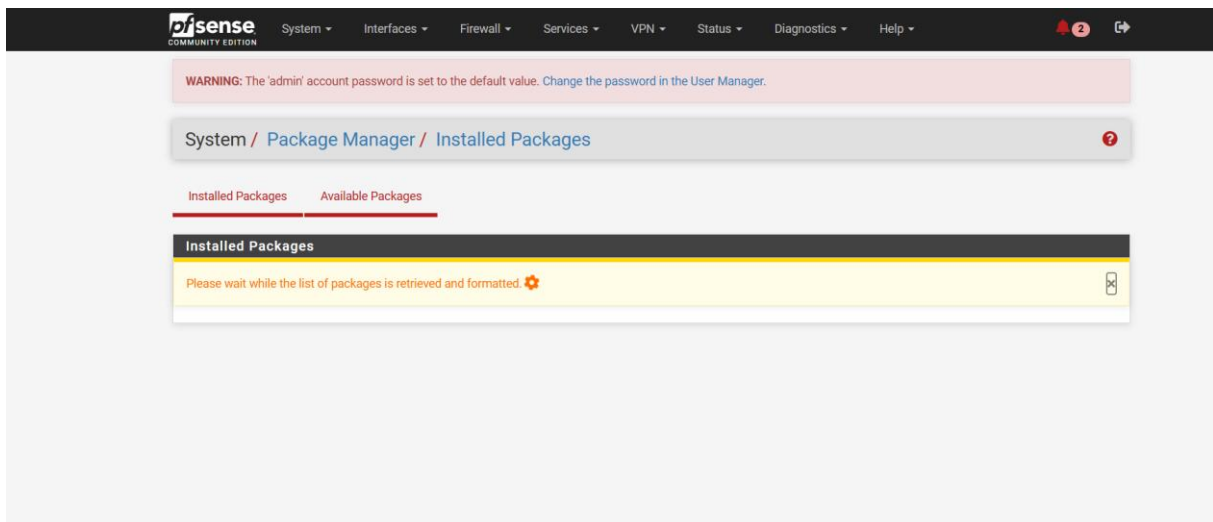 pfsense System Interfaces Firewall Services VPN Status Diagnostics Help 2
COMMUNITY EDITION
WARNING: The 'admin' account password is set to the default value. Change the password in the User Manager.
System / Package Manager / Installed Packages
Installed Packages Available Packages
Installed Packages
Please wait while the list of packages is retrieved and formatted.